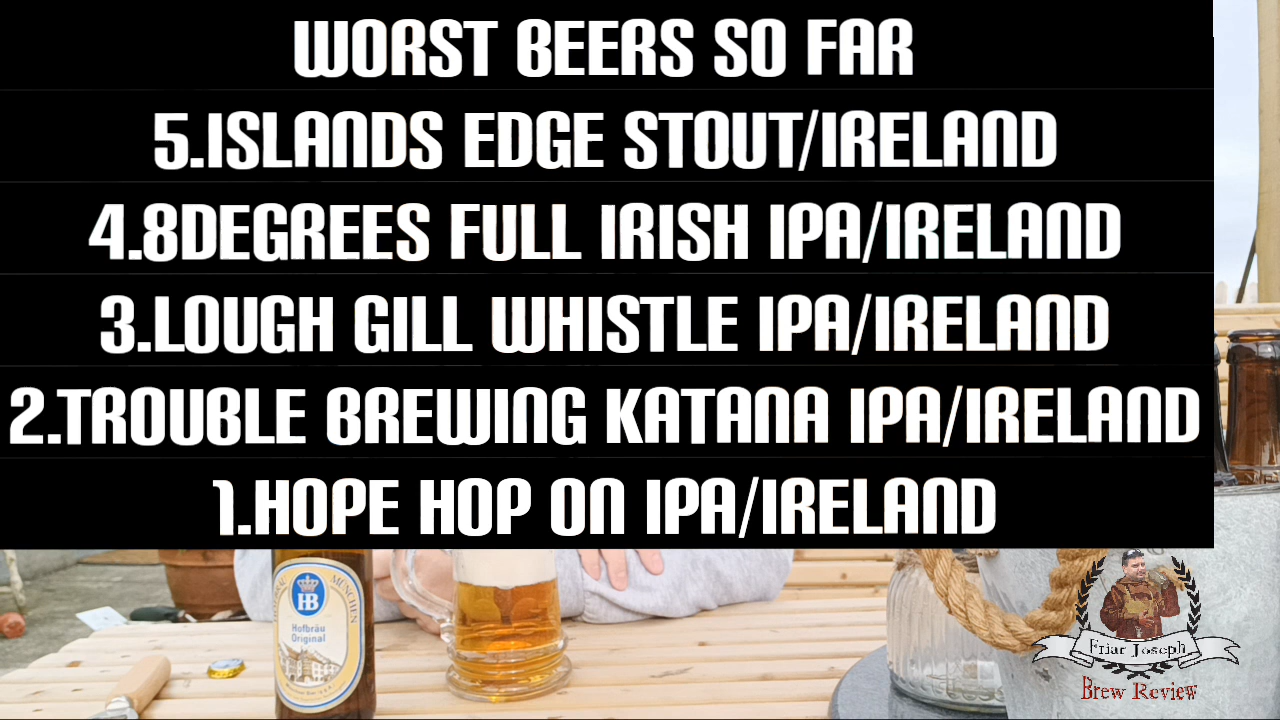 WORST BEERS SO FAR
5.ISLANDS EDGE STOUT/IRELAND
4.8DEGREES FULL IRISH IPA/IRELAND
3.LOUGH GILL WHISTLE IPA/IRELAND
2.TROUBLE BREWING KATANA IPA/IRELAND
1.HOPE HOP ON IPA/IRELAND
MÜNCHEN
HB
Hofbräu
Original
Friar Joseph
Brew Review